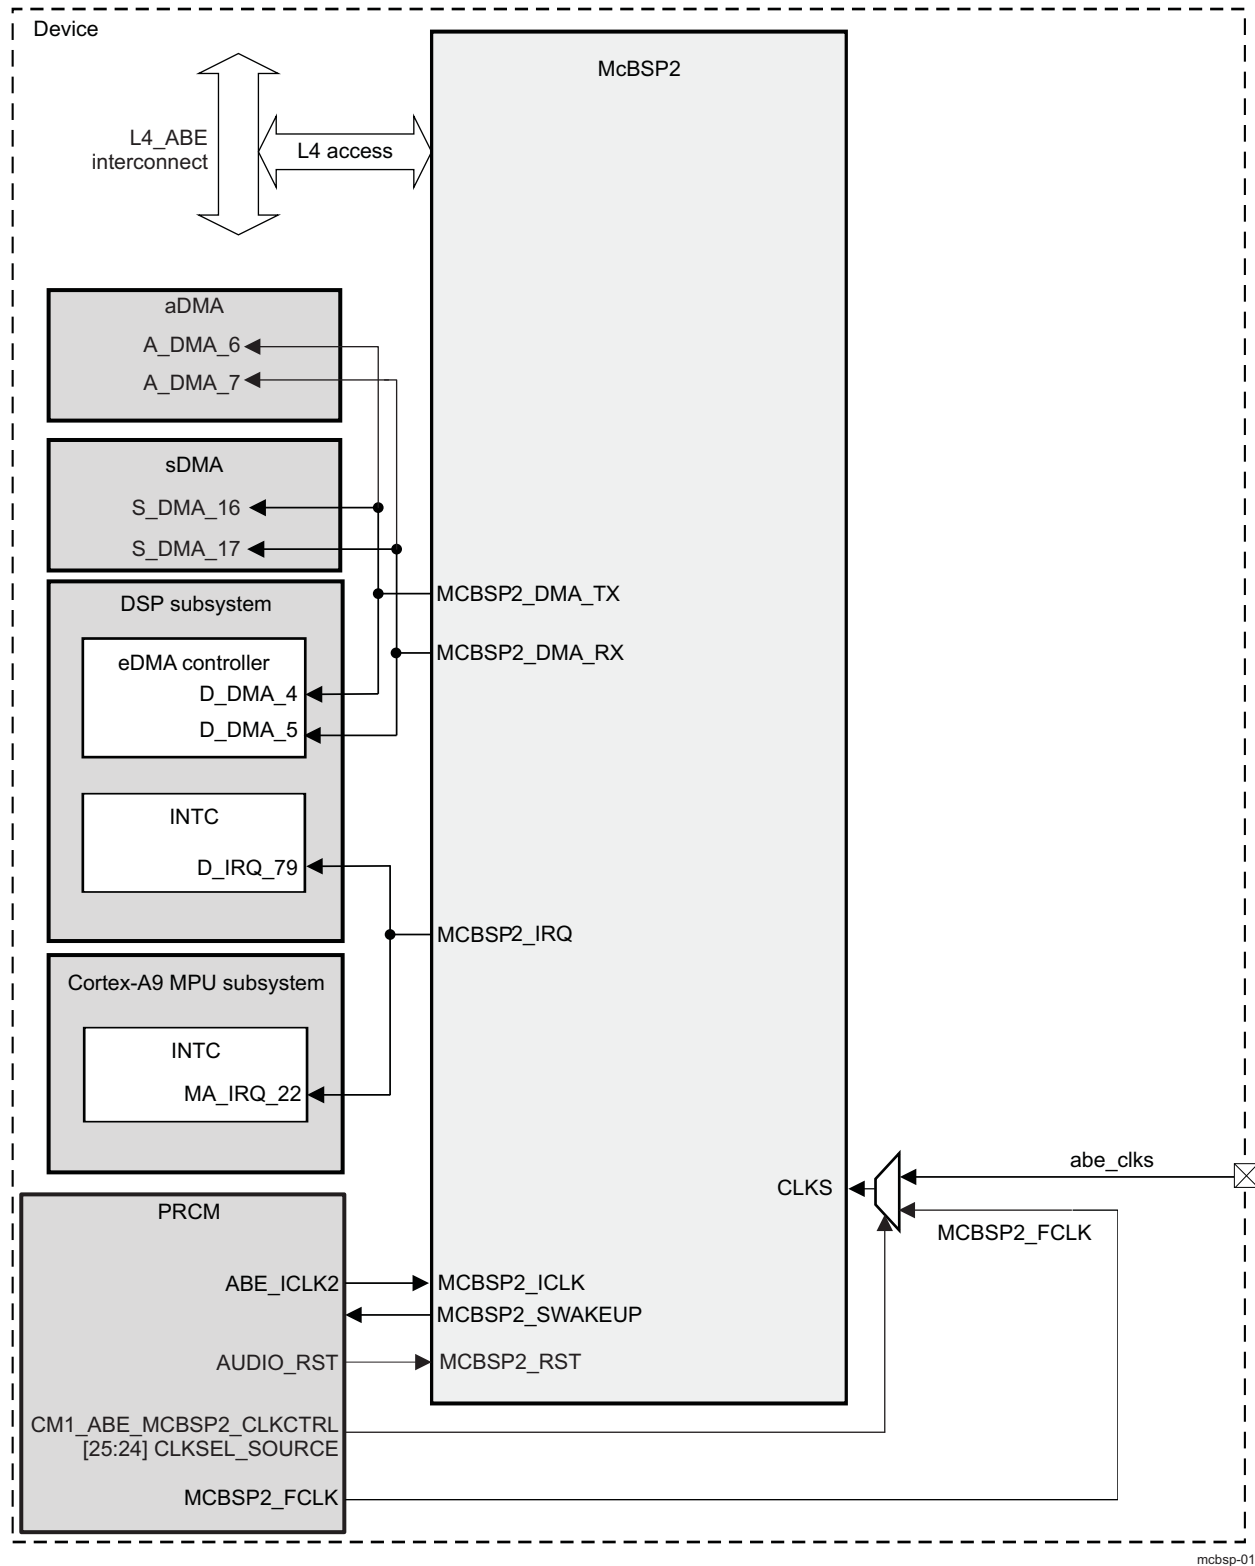 Device
McBSP2
L4_ABE
interconnect
L4 access
aDMA
A_DMA_6
A_DMA_7
sDMA
S_DMA_16
S_DMA_17
DSP subsystem
eDMA controller
D_DMA_4
D_DMA_5
MCBSP2_DMA_TX
MCBSP2_DMA_RX
INTC
D_IRQ_79
MCBSP2_IRQ
Cortex-A9 MPU subsystem
INTC
MA_IRQ_22
abe_clks
CLKS
MCBSP2_FCLK
PRCM
ABE_ICLK2
MCBSP2_ICLK
MCBSP2_SWAKEUP
AUDIO_RST
MCBSP2_RST
CM1_ABE_MCBSP2_CLKCTRL
[25:24] CLKSEL_SOURCE
MCBSP2_FCLK
mcbsp-01